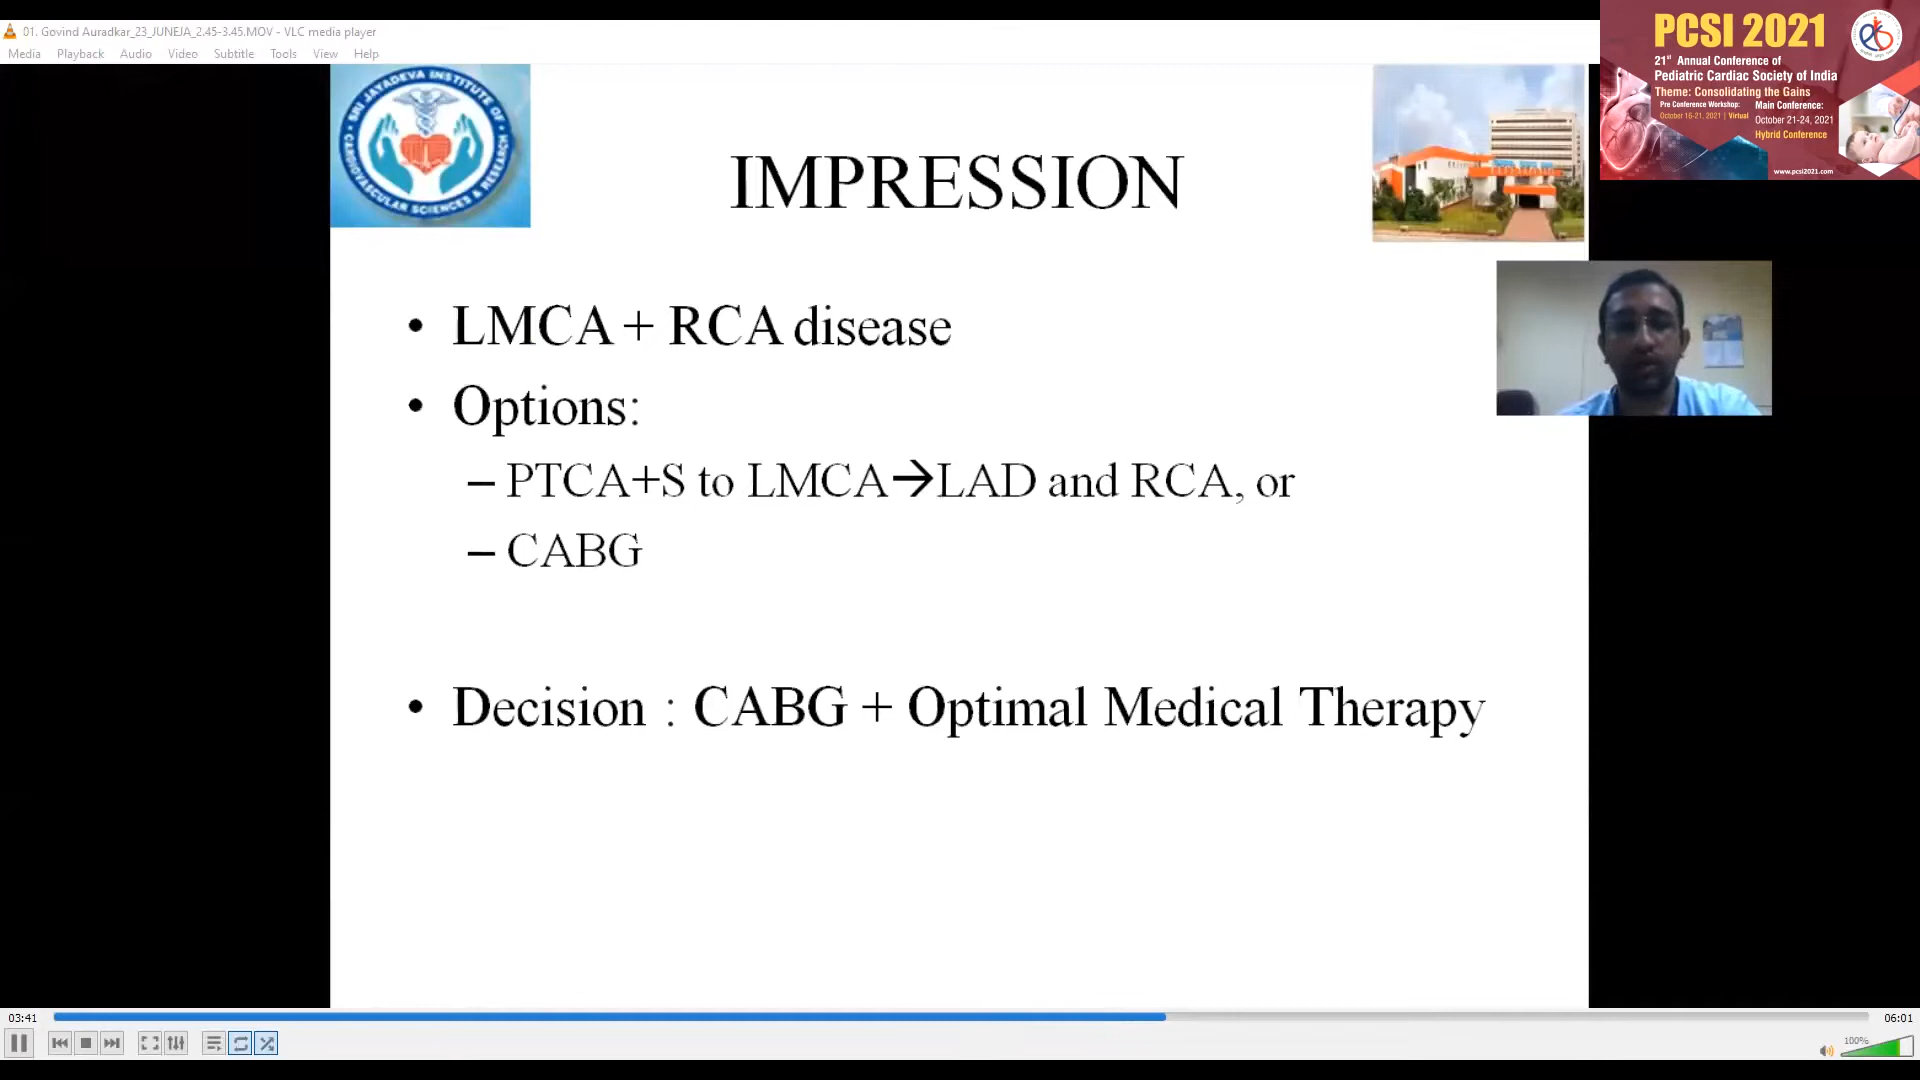 01. Govind Auradkar_23_JUNEJA_2.45-3.45.MOV - VLC media player
Media Playback Audio Video Subtitle Tools View Help
PCSI 2021
21st Annual Conference of
Pediatric Cardiac Society of India
Theme: Consolidating the Gains
Pre Conference Workshop:
October 16-21, 2021 | Virtual
Main Conference:
October 21-24, 2021
Hybrid Conference
www.pcsi2021.com
SRI JAYADEVA INSTITUTE OF
CARDIOVASCULAR SCIENCES & RESEARCH
IMPRESSION
• LMCA + RCA disease
• Options:
– PTCA+S to LMCA→LAD and RCA, or
– CABG
• Decision : CABG + Optimal Medical Therapy
03:41
06:01
100%